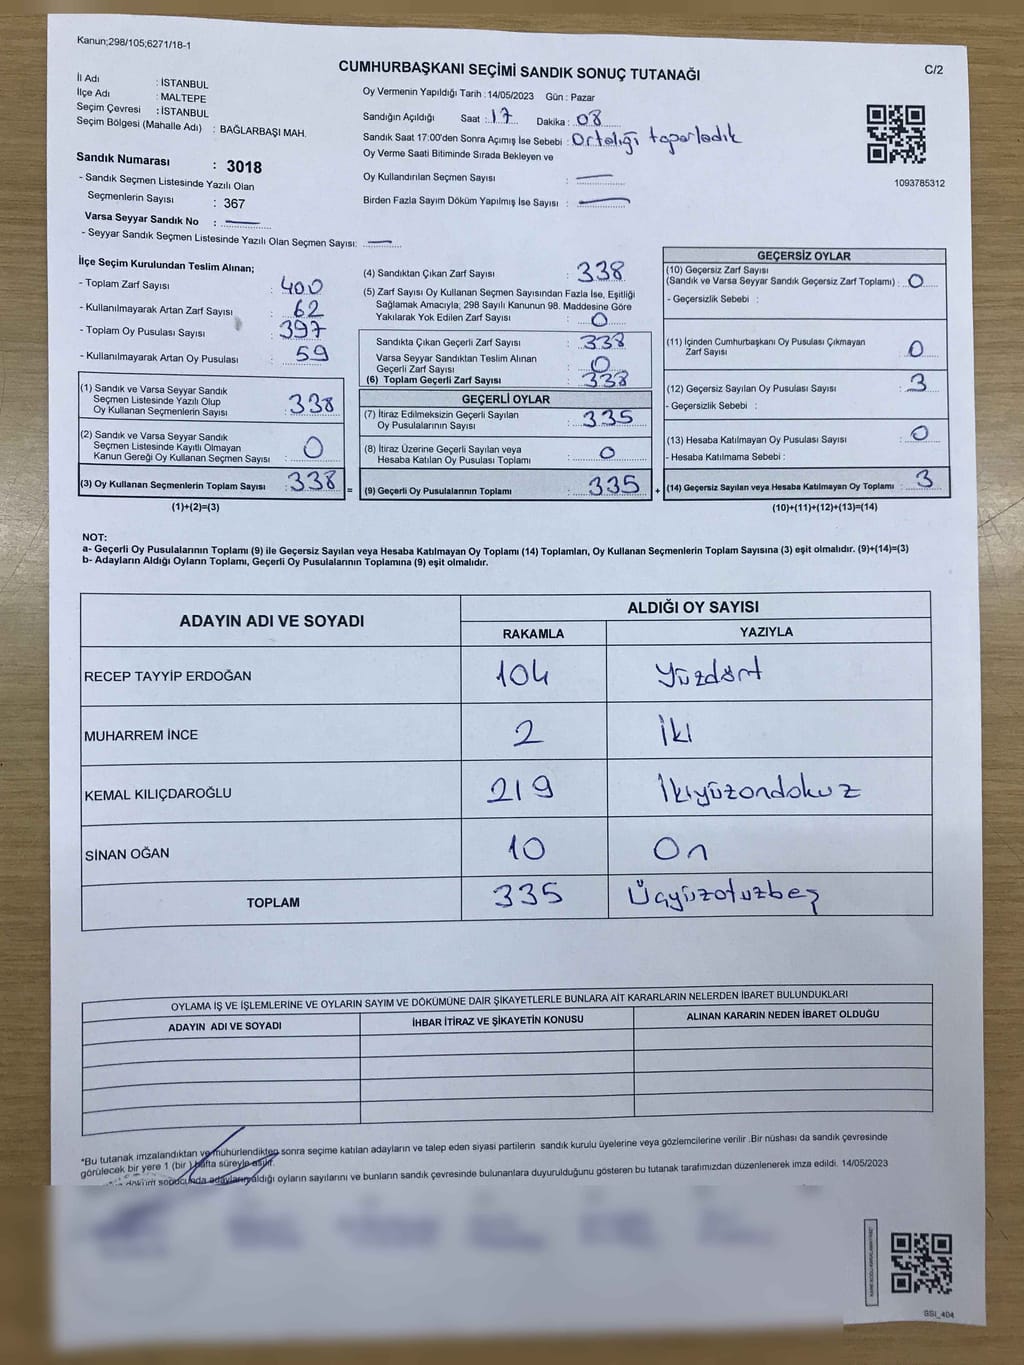 Kanun;298/105;6271/18-1
C/2
CUMHURBAŞKANI SEÇİMİ SANDIK SONUÇ TUTANAĞI
İl Adı : İSTANBUL
İlçe Adı : MALTEPE
Seçim Çevresi : İSTANBUL
Seçim Bölgesi (Mahalle Adı) : BAĞLARBAŞI MAH.
Oy Vermenin Yapıldığı Tarih : 14/05/2023 Gün : Pazar
Sandığın Açıldığı Saat : 17 Dakika : 08
Sandık Saat 17:00'den Sonra Açımış İse Sebebi : Ortalığı toparladık
Oy Verme Saati Bitiminde Sırada Bekleyen ve
Oy Kullandırılan Seçmen Sayısı : —
Birden Fazla Sayım Döküm Yapılmış İse Sayısı : —
1093785312
Sandık Numarası : 3018
- Sandık Seçmen Listesinde Yazılı Olan
Seçmenlerin Sayısı : 367
Varsa Seyyar Sandık No : —
- Seyyar Sandık Seçmen Listesinde Yazılı Olan Seçmen Sayısı: —
İlçe Seçim Kurulundan Teslim Alınan;
- Toplam Zarf Sayısı : 400
- Kullanılmayarak Artan Zarf Sayısı : 62
- Toplam Oy Pusulası Sayısı : 397
- Kullanılmayarak Artan Oy Pusulası : 59
(1) Sandık ve Varsa Seyyar Sandık
Seçmen Listesinde Yazılı Olup
Oy Kullanan Seçmenlerin Sayısı : 338
(2) Sandık ve Varsa Seyyar Sandık
Seçmen Listesinde Kayıtlı Olmayan
Kanun Gereği Oy Kullanan Seçmen Sayısı : 0
(3) Oy Kullanan Seçmenlerin Toplam Sayısı : 338 =
(1)+(2)=(3)
(4) Sandıktan Çıkan Zarf Sayısı : 338
(5) Zarf Sayısı Oy Kullanan Seçmen Sayısından Fazla İse, Eşitliği
Sağlamak Amacıyla; 298 Sayılı Kanunun 98. Maddesine Göre
Yakılarak Yok Edilen Zarf Sayısı : 0
Sandıkta Çıkan Geçerli Zarf Sayısı : 338
Varsa Seyyar Sandıktan Teslim Alınan
Geçerli Zarf Sayısı : 0
(6) Toplam Geçerli Zarf Sayısı : 338
GEÇERLİ OYLAR
(7) İtiraz Edilmeksizin Geçerli Sayılan
Oy Pusulalarının Sayısı : 335
(8) İtiraz Üzerine Geçerli Sayılan veya
Hesaba Katılan Oy Pusulası Toplamı : 0
(9) Geçerli Oy Pusulalarının Toplamı : 335 +
GEÇERSİZ OYLAR
(10) Geçersiz Zarf Sayısı
(Sandık ve Varsa Seyyar Sandık Geçersiz Zarf Toplamı) : 0
- Geçersizlik Sebebi :
(11) İçinden Cumhurbaşkanı Oy Pusulası Çıkmayan
Zarf Sayısı : 0
(12) Geçersiz Sayılan Oy Pusulası Sayısı : 3
- Geçersizlik Sebebi :
(13) Hesaba Katılmayan Oy Pusulası Sayısı : 0
- Hesaba Katılmama Sebebi :
(14) Geçersiz Sayılan veya Hesaba Katılmayan Oy Toplamı : 3
(10)+(11)+(12)+(13)=(14)
NOT:
a- Geçerli Oy Pusulalarının Toplamı (9) ile Geçersiz Sayılan veya Hesaba Katılmayan Oy Toplamı (14) Toplamları, Oy Kullanan Seçmenlerin Toplam Sayısına (3) eşit olmalıdır. (9)+(14)=(3)
b- Adayların Aldığı Oyların Toplamı, Geçerli Oy Pusulalarının Toplamına (9) eşit olmalıdır.
ADAYIN ADI VE SOYADI ALDIĞI OY SAYISI
RAKAMLA YAZIYLA
RECEP TAYYİP ERDOĞAN 104 Yüzdört
MUHARREM İNCE 2 İki
KEMAL KILIÇDAROĞLU 219 İkiyüzondokuz
SİNAN OĞAN 10 On
TOPLAM 335 Üçyüzotuzbeş
OYLAMA İŞ VE İŞLEMLERİNE VE OYLARIN SAYIM VE DÖKÜMÜNE DAİR ŞİKAYETLERLE BUNLARA AİT KARARLARIN NELERDEN İBARET BULUNDUKLARI
ADAYIN ADI VE SOYADI İHBAR İTİRAZ VE ŞİKAYETİN KONUSU ALINAN KARARIN NEDEN İBARET OLDUĞU
*Bu tutanak imzalandıktan ve mühürlendikten sonra seçime katılan adayların ve talep eden siyasi partilerin sandık kurulu üyelerine veya gözlemcilerine verilir .Bir nüshası da sandık çevresinde
görülecek bir yere 1 (bir ) hafta süreyle asılır.
döküm sonucunda adayların aldığı oyların sayılarını ve bunların sandık çevresinde bulunanlara duyurulduğunu gösteren bu tutanak tarafımızdan düzenlenerek imza edildi. 14/05/2023
SSI_404